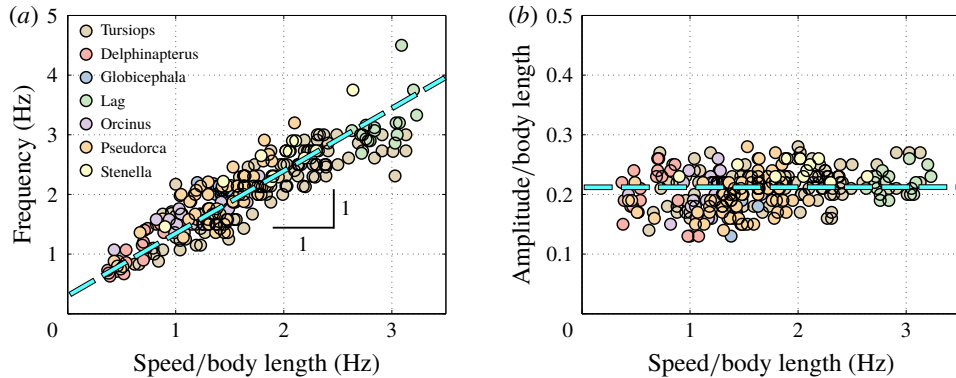 (a)
5
4
3
2
1
0
1
2
3
Frequency (Hz)
Speed/body length (Hz)
Tursiops
Delphinapterus
Globicephala
Lag
Orcinus
Pseudorca
Stenella
1
1
(b)
0.5
0.4
0.3
0.2
0.1
0
1
2
3
Amplitude/body length
Speed/body length (Hz)